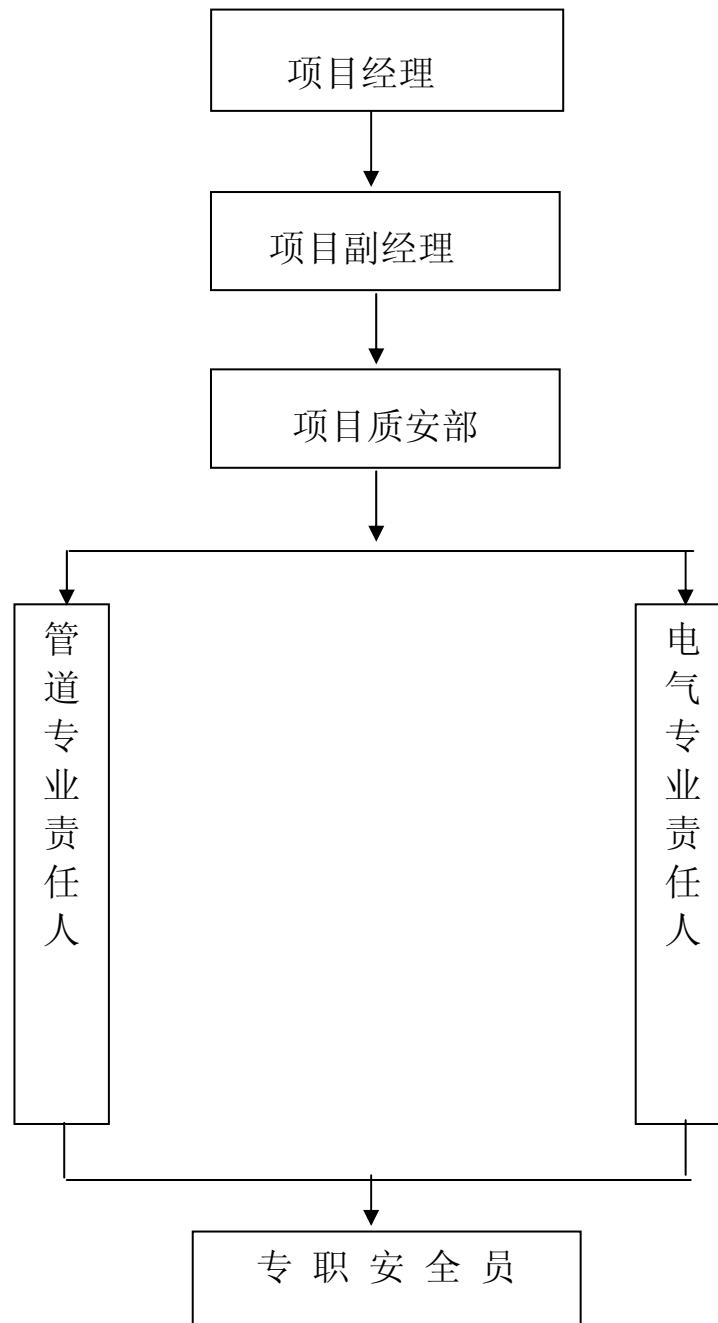 项目经理
项目副经理
项目质安部
管道专业责任人
电气专业责任人
专 职 安 全 员